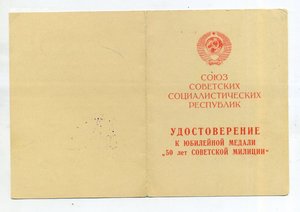 СОЮЗ
СОВЕТСКИХ
СОЦИАЛИСТИЧЕСКИХ
РЕСПУБЛИК
УДОСТОВЕРЕНИЕ
К ЮБИЛЕЙНОЙ МЕДАЛИ
„50 лет СОВЕТСКОЙ МИЛИЦИИ"